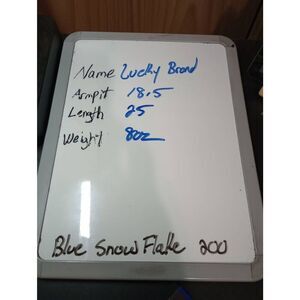 Name Lucky Brand
Armpit 18.5
Length 25
Weight 8oz
Blue Snow Flake 200